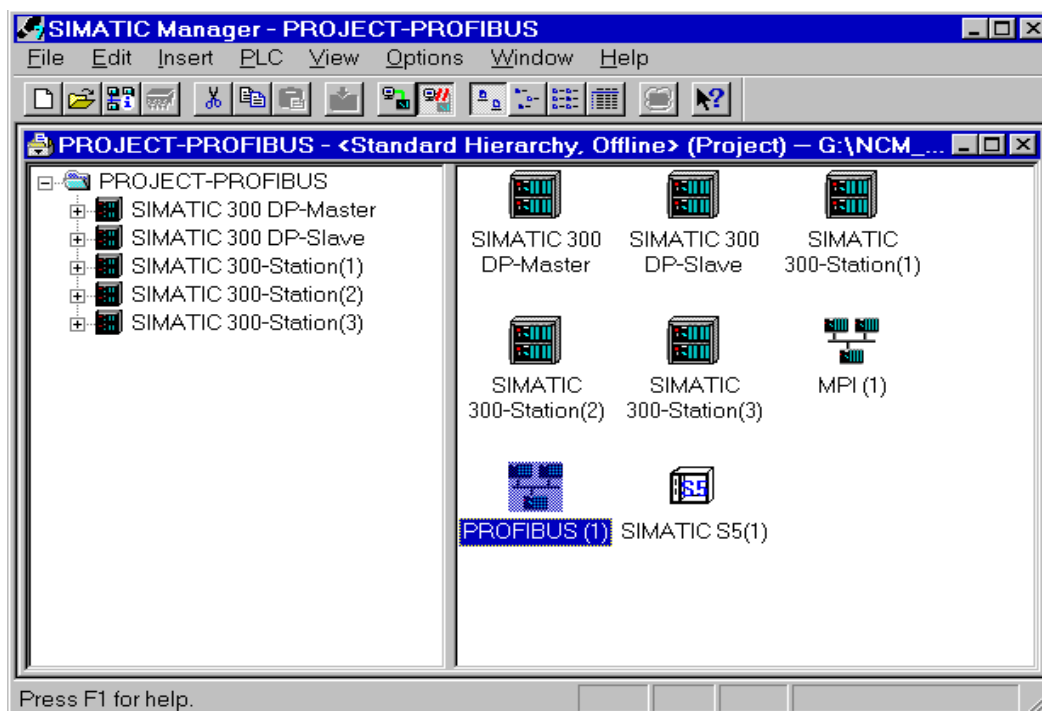 SIMATIC Manager - PROJECT-PROFIBUS
File Edit Insert PLC View Options Window Help
PROJECT-PROFIBUS - <Standard Hierarchy, Offline> (Project) — G:\NCM_...
PROJECT-PROFIBUS
SIMATIC 300 DP-Master
SIMATIC 300 DP-Slave
SIMATIC 300-Station(1)
SIMATIC 300-Station(2)
SIMATIC 300-Station(3)
SIMATIC 300
DP-Master
SIMATIC 300
DP-Slave
SIMATIC
300-Station(1)
SIMATIC
300-Station(2)
SIMATIC
300-Station(3)
MPI (1)
PROFIBUS (1)
S5
SIMATIC S5(1)
Press F1 for help.